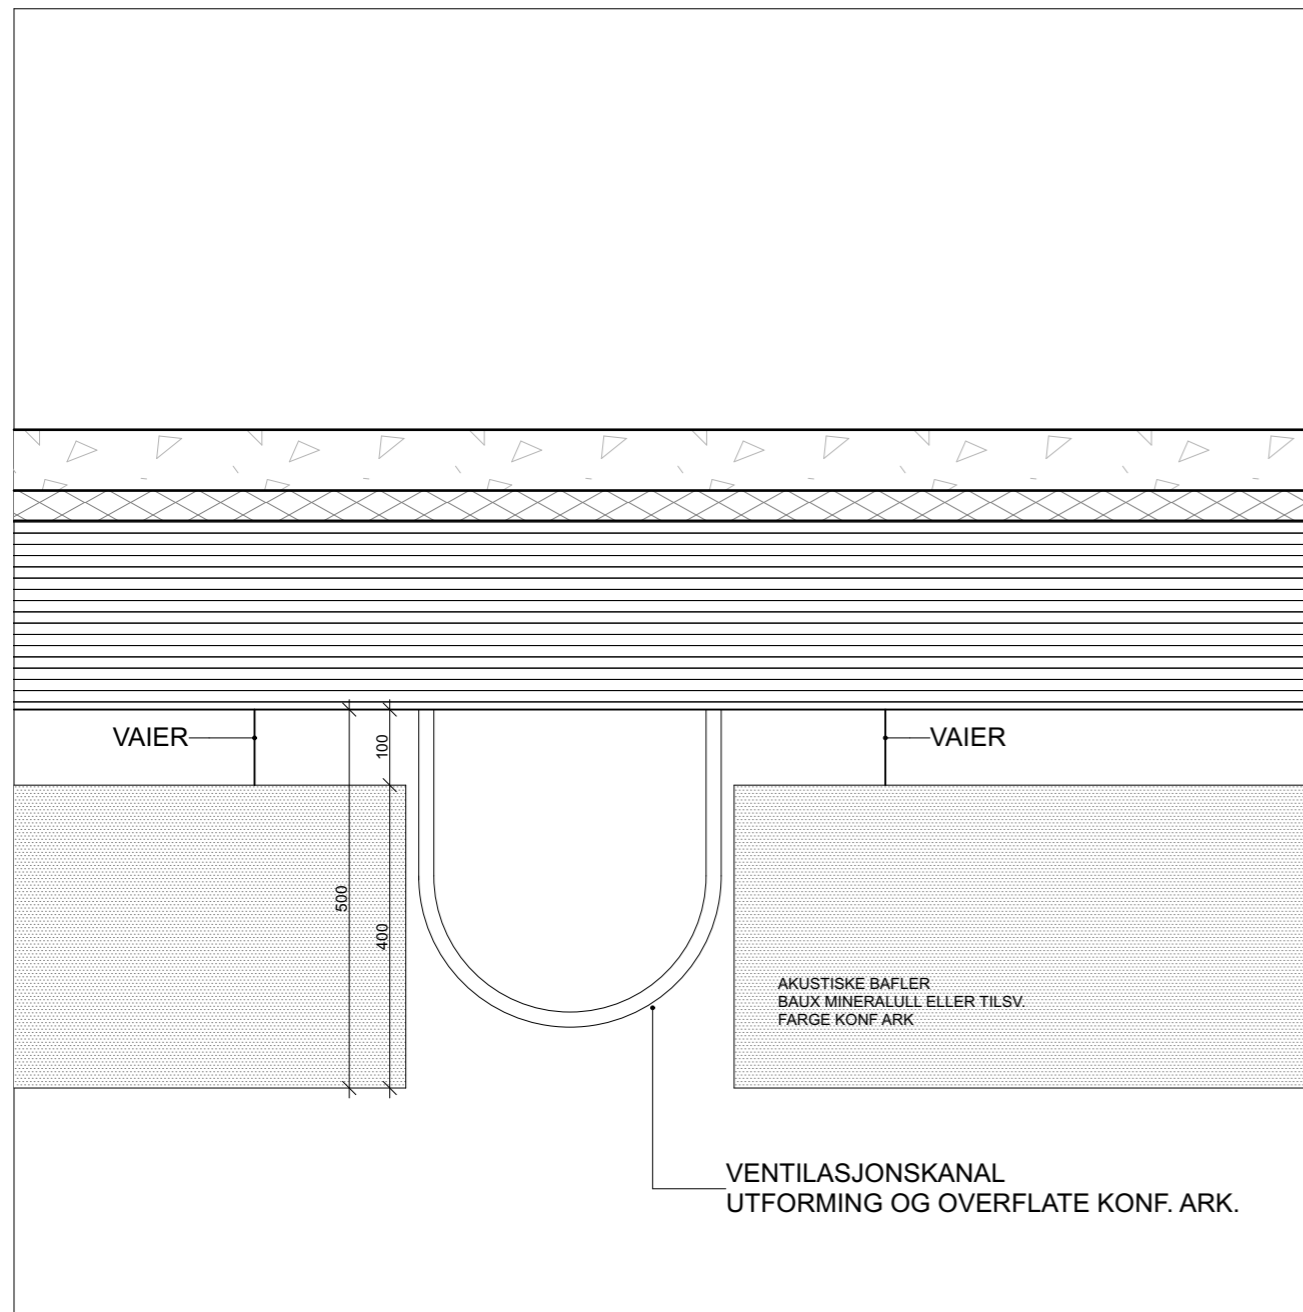 VAIER
100
VAIER
500
400
AKUSTISKE BAFLER
BAUX MINERALULL ELLER TILSV.
FARGE KONF ARK
VENTILASJONSKANAL
UTFORMING OG OVERFLATE KONF. ARK.